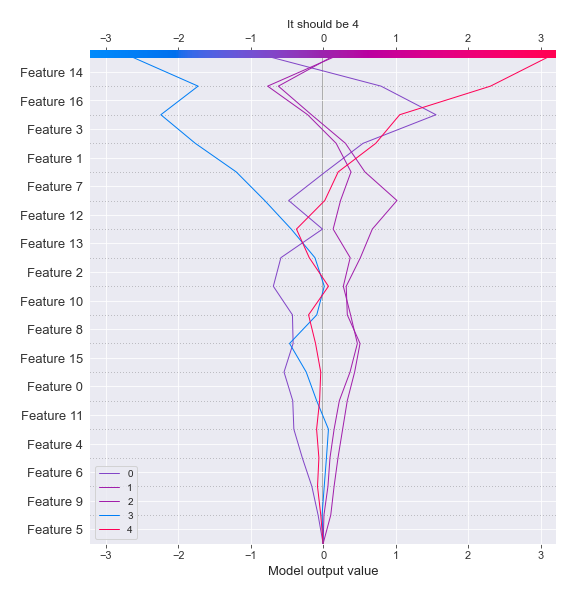 It should be 4
−3 −2 −1 0 1 2 3
Feature 14
Feature 16
Feature 3
Feature 1
Feature 7
Feature 12
Feature 13
Feature 2
Feature 10
Feature 8
Feature 15
Feature 0
Feature 11
Feature 4
Feature 6
Feature 9
Feature 5
0
1
2
3
4
−3 −2 −1 0 1 2 3
Model output value